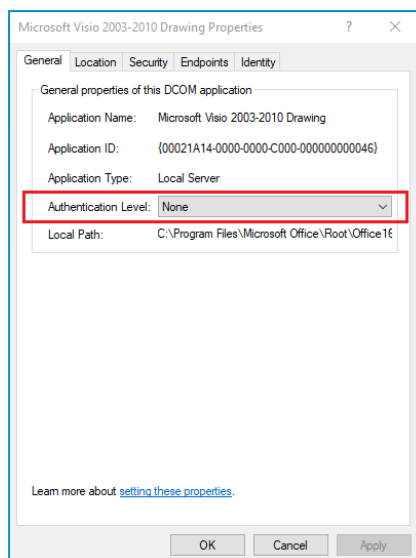 Microsoft Visio 2003-2010 Drawing Properties ?
General Location Security Endpoints Identity
General properties of this DCOM application
Application Name: Microsoft Visio 2003-2010 Drawing
Application ID: {00021A14-0000-0000-C000-000000000046}
Application Type: Local Server
Authentication Level: None
Local Path: C:\Program Files\Microsoft Office\Root\Office16
Learn more about setting these properties.
OK Cancel Apply